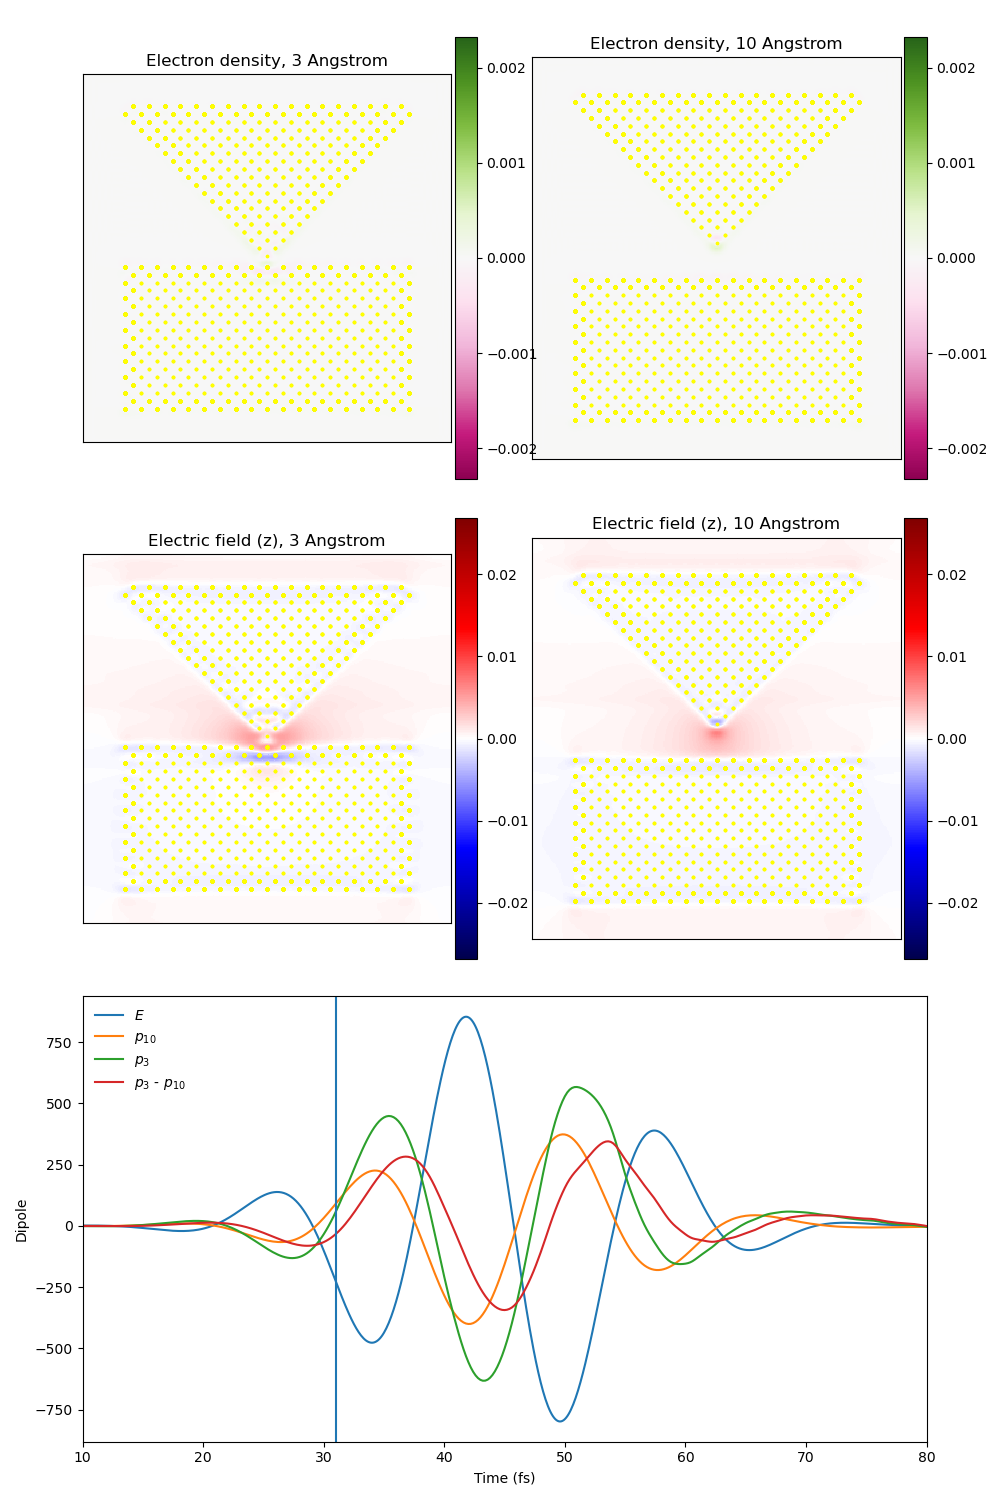 Electron density, 3 Angstrom
0.002
0.001
0.000
−0.001
−0.002
Electron density, 10 Angstrom
0.002
0.001
0.000
−0.001
−0.002
Electric field (z), 3 Angstrom
0.02
0.01
0.00
−0.01
−0.02
Electric field (z), 10 Angstrom
0.02
0.01
0.00
−0.01
−0.02
E
p10
p3
p3 - p10
750
500
250
0
−250
−500
−750
Dipole
10 20 30 40 50 60 70 80
Time (fs)